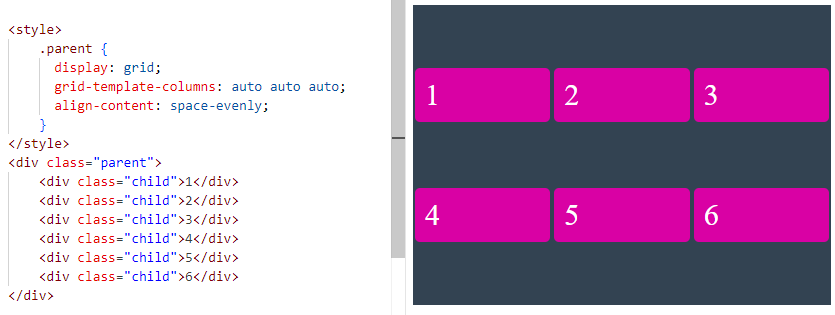 <style>
.parent {
display: grid;
grid-template-columns: auto auto auto;
align-content: space-evenly;
}
</style>
<div class="parent">
<div class="child">1</div>
<div class="child">2</div>
<div class="child">3</div>
<div class="child">4</div>
<div class="child">5</div>
<div class="child">6</div>
</div>
1 2 3
4 5 6